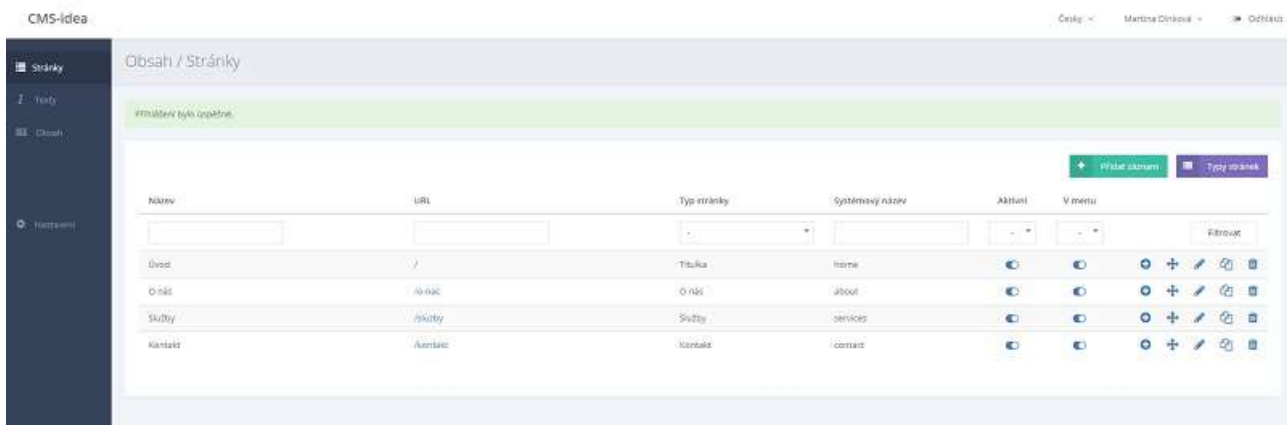 CMS-idea
Česky
Martina Dínková
Odhlásit
Stránky
Obsah / Stránky
Texty
Přihlášení bylo úspěšné.
Obsah
Přidat záznam
Typy stránek
Název URL Typ stránky Systémový název Aktivní V menu
Nastavení
- - - Filtrovat
Úvod / Titulka home
O nás /o-nas O nás about
Služby /sluzby Služby services
Kontakt /kontakt Kontakt contact